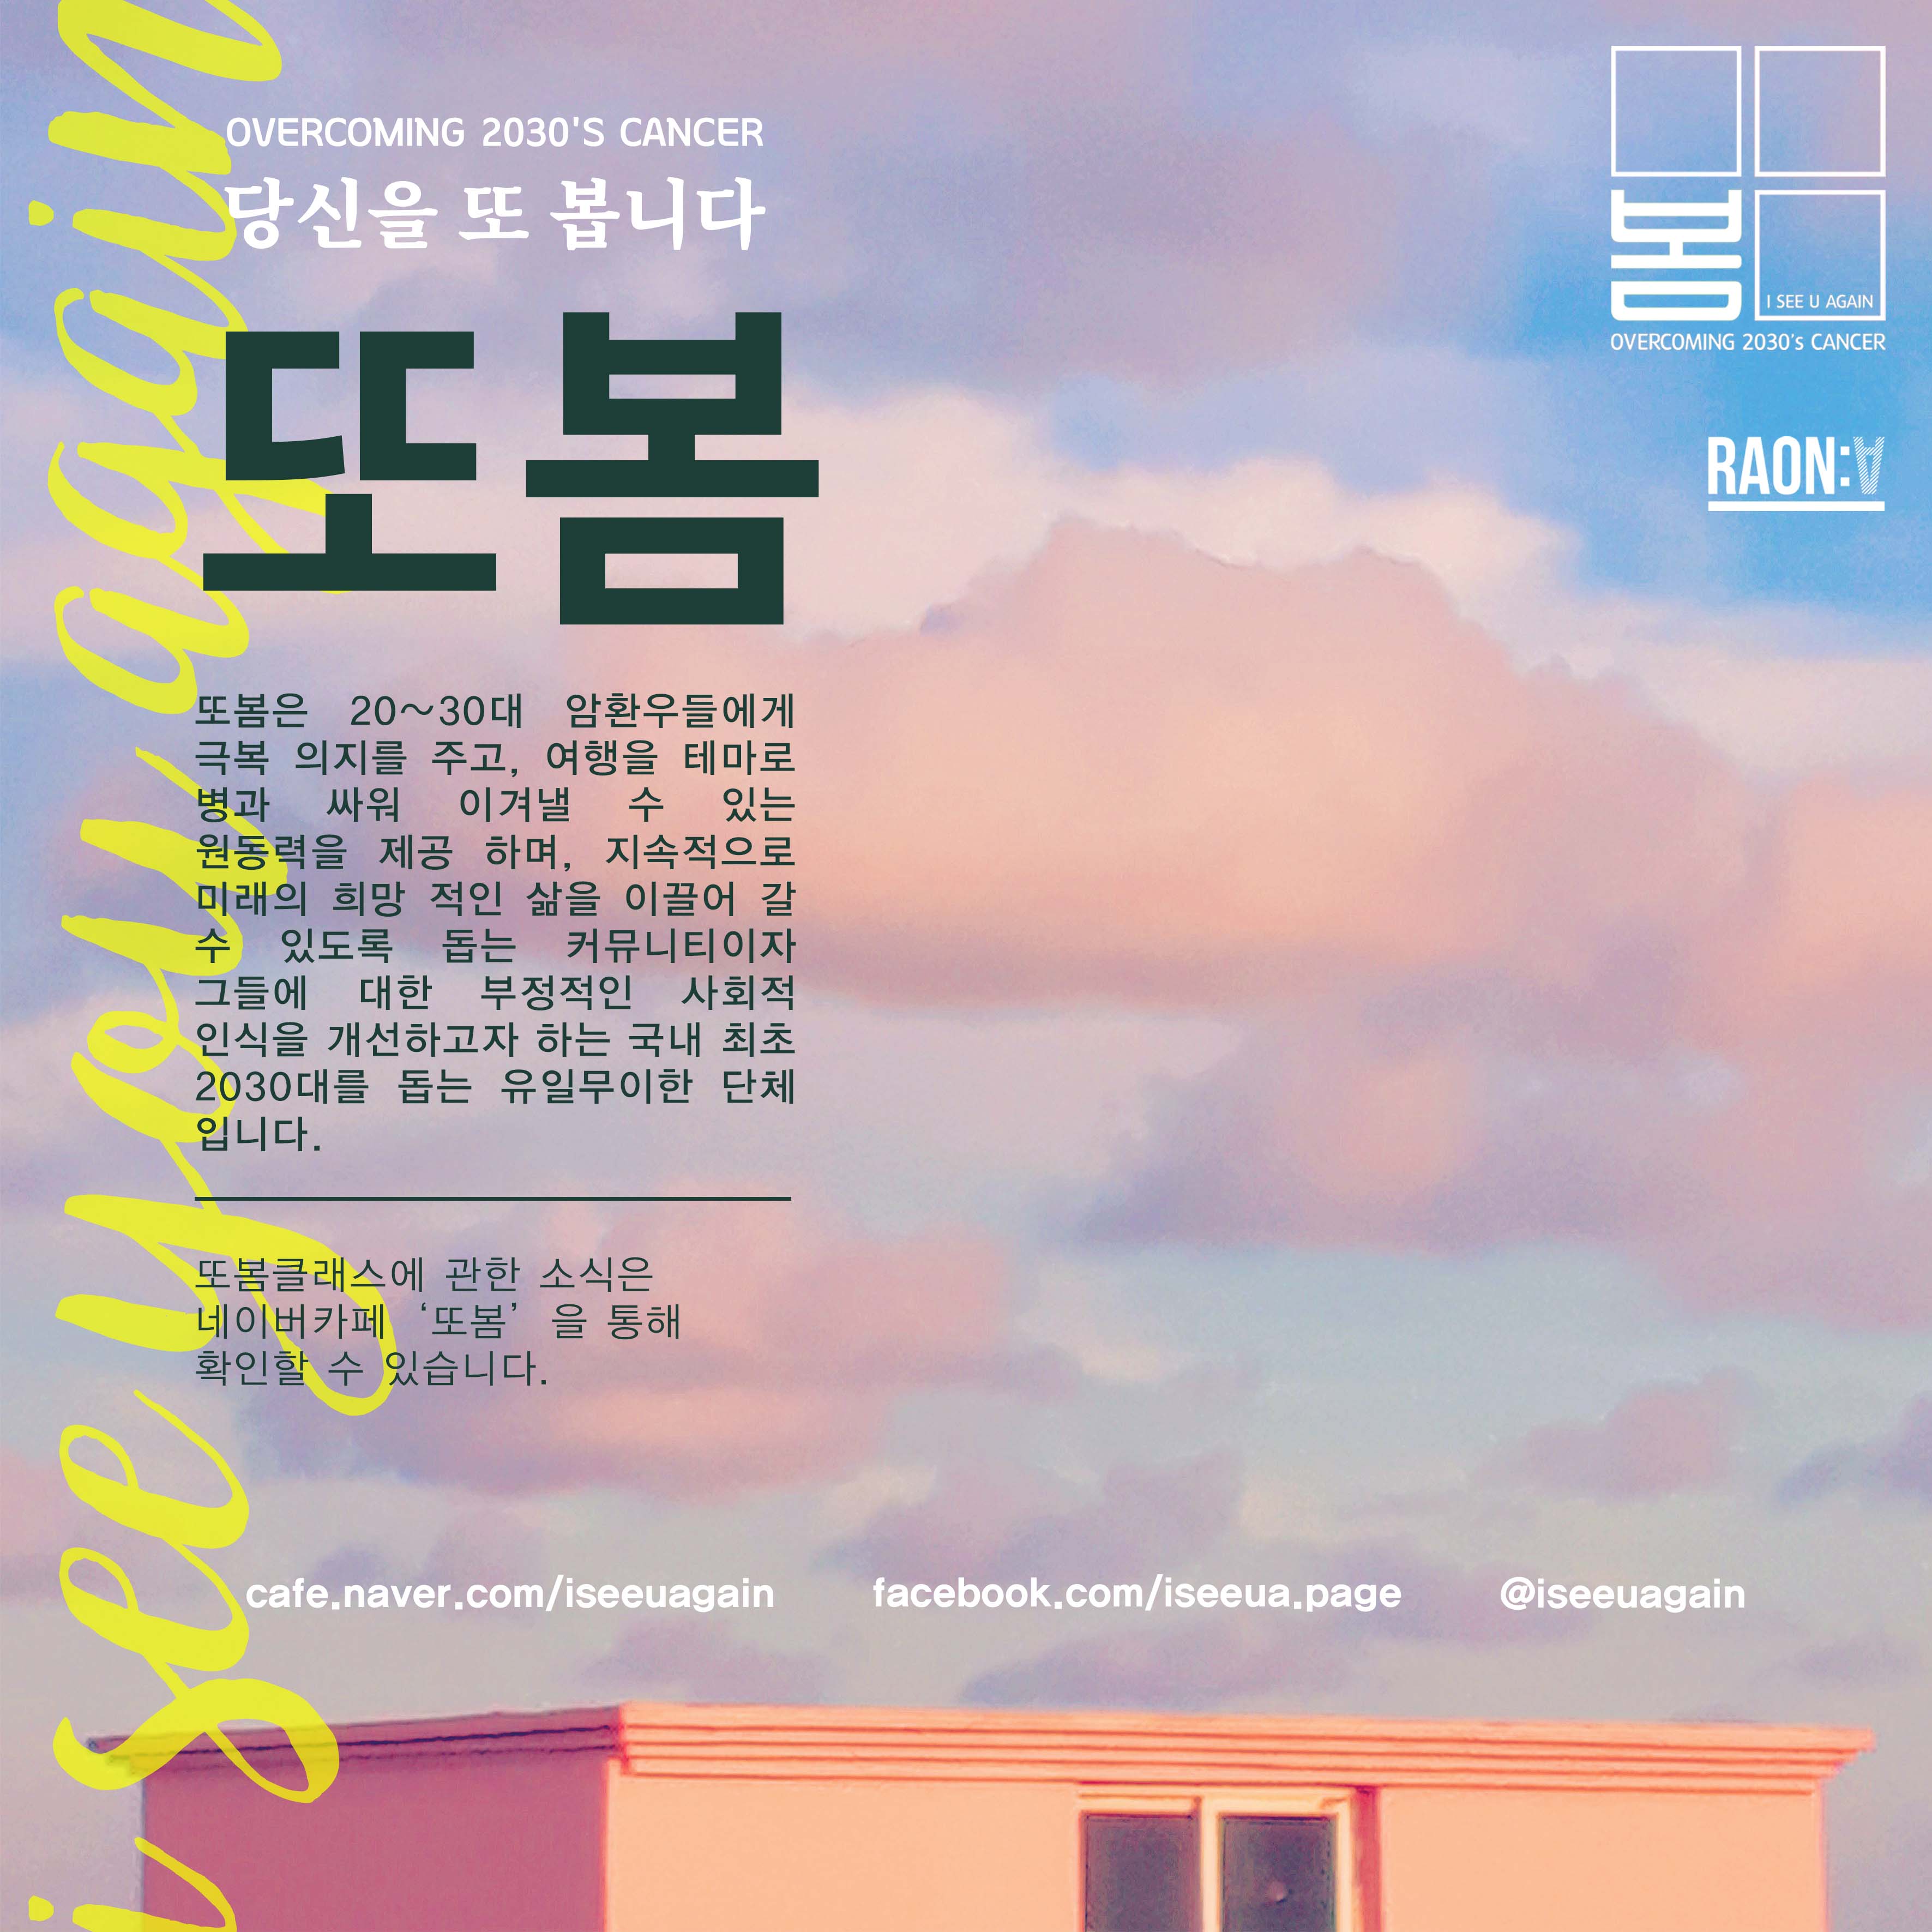 i see you again
OVERCOMING 2030'S CANCER
당신을 또 봅니다
또봄
또봄은 20~30대 암환우들에게
극복 의지를 주고, 여행을 테마로
병과 싸워 이겨낼 수 있는
원동력을 제공 하며, 지속적으로
미래의 희망 적인 삶을 이끌어 갈
수 있도록 돕는 커뮤니티이자
그들에 대한 부정적인 사회적
인식을 개선하고자 하는 국내 최초
2030대를 돕는 유일무이한 단체
입니다.
또봄클래스에 관한 소식은
네이버카페 ‘또봄’ 을 통해
확인할 수 있습니다.
cafe.naver.com/iseeuagain
facebook.com/iseeua.page
@iseeuagain
봄
I SEE U AGAIN
OVERCOMING 2030's CANCER
RAON:∀